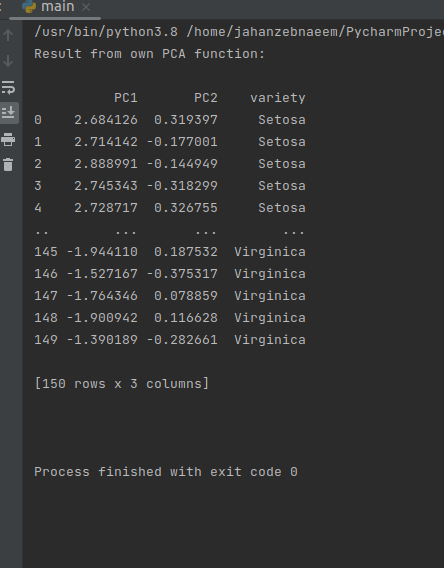 main
/usr/bin/python3.8 /home/jahanzebnaeem/PycharmProje
Result from own PCA function:
PC1 PC2 variety
0 2.684126 0.319397 Setosa
1 2.714142 -0.177001 Setosa
2 2.888991 -0.144949 Setosa
3 2.745343 -0.318299 Setosa
4 2.728717 0.326755 Setosa
.. ... ... ...
145 -1.944110 0.187532 Virginica
146 -1.527167 -0.375317 Virginica
147 -1.764346 0.078859 Virginica
148 -1.900942 0.116628 Virginica
149 -1.390189 -0.282661 Virginica
[150 rows x 3 columns]
Process finished with exit code 0